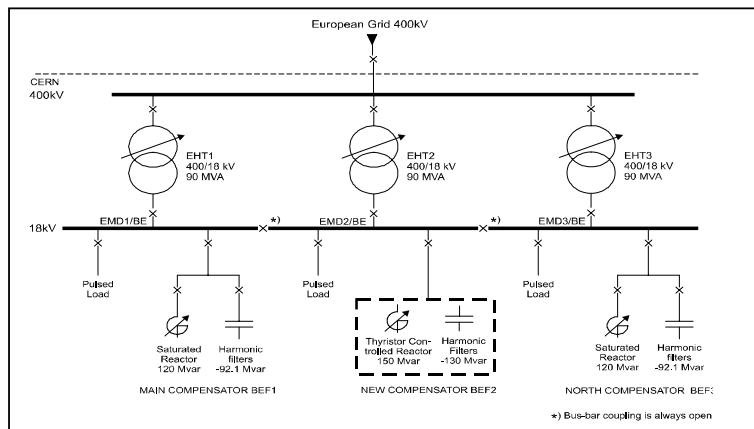 European Grid 400kV
CERN
400kV
EHT1
400/18 kV
90 MVA
EHT2
400/18 kV
90 MVA
EHT3
400/18 kV
90 MVA
18kV
EMD1/BE
*)
EMD2/BE
*)
EMD3/BE
Pulsed
Load
Saturated
Reactor
120 Mvar
Harmonic
filters
-92.1 Mvar
Pulsed
Load
Thyristor Con-
trolled Reactor
150 Mvar
Harmonic
Filters
-130 Mvar
Pulsed
Load
Saturated
Reactor
120 Mvar
Harmonic
filters
-92.1 Mvar
MAIN COMPENSATOR BEF1
NEW COMPENSATOR BEF2
NORTH COMPENSATOR BEF3
*) Bus-bar coupling is always open